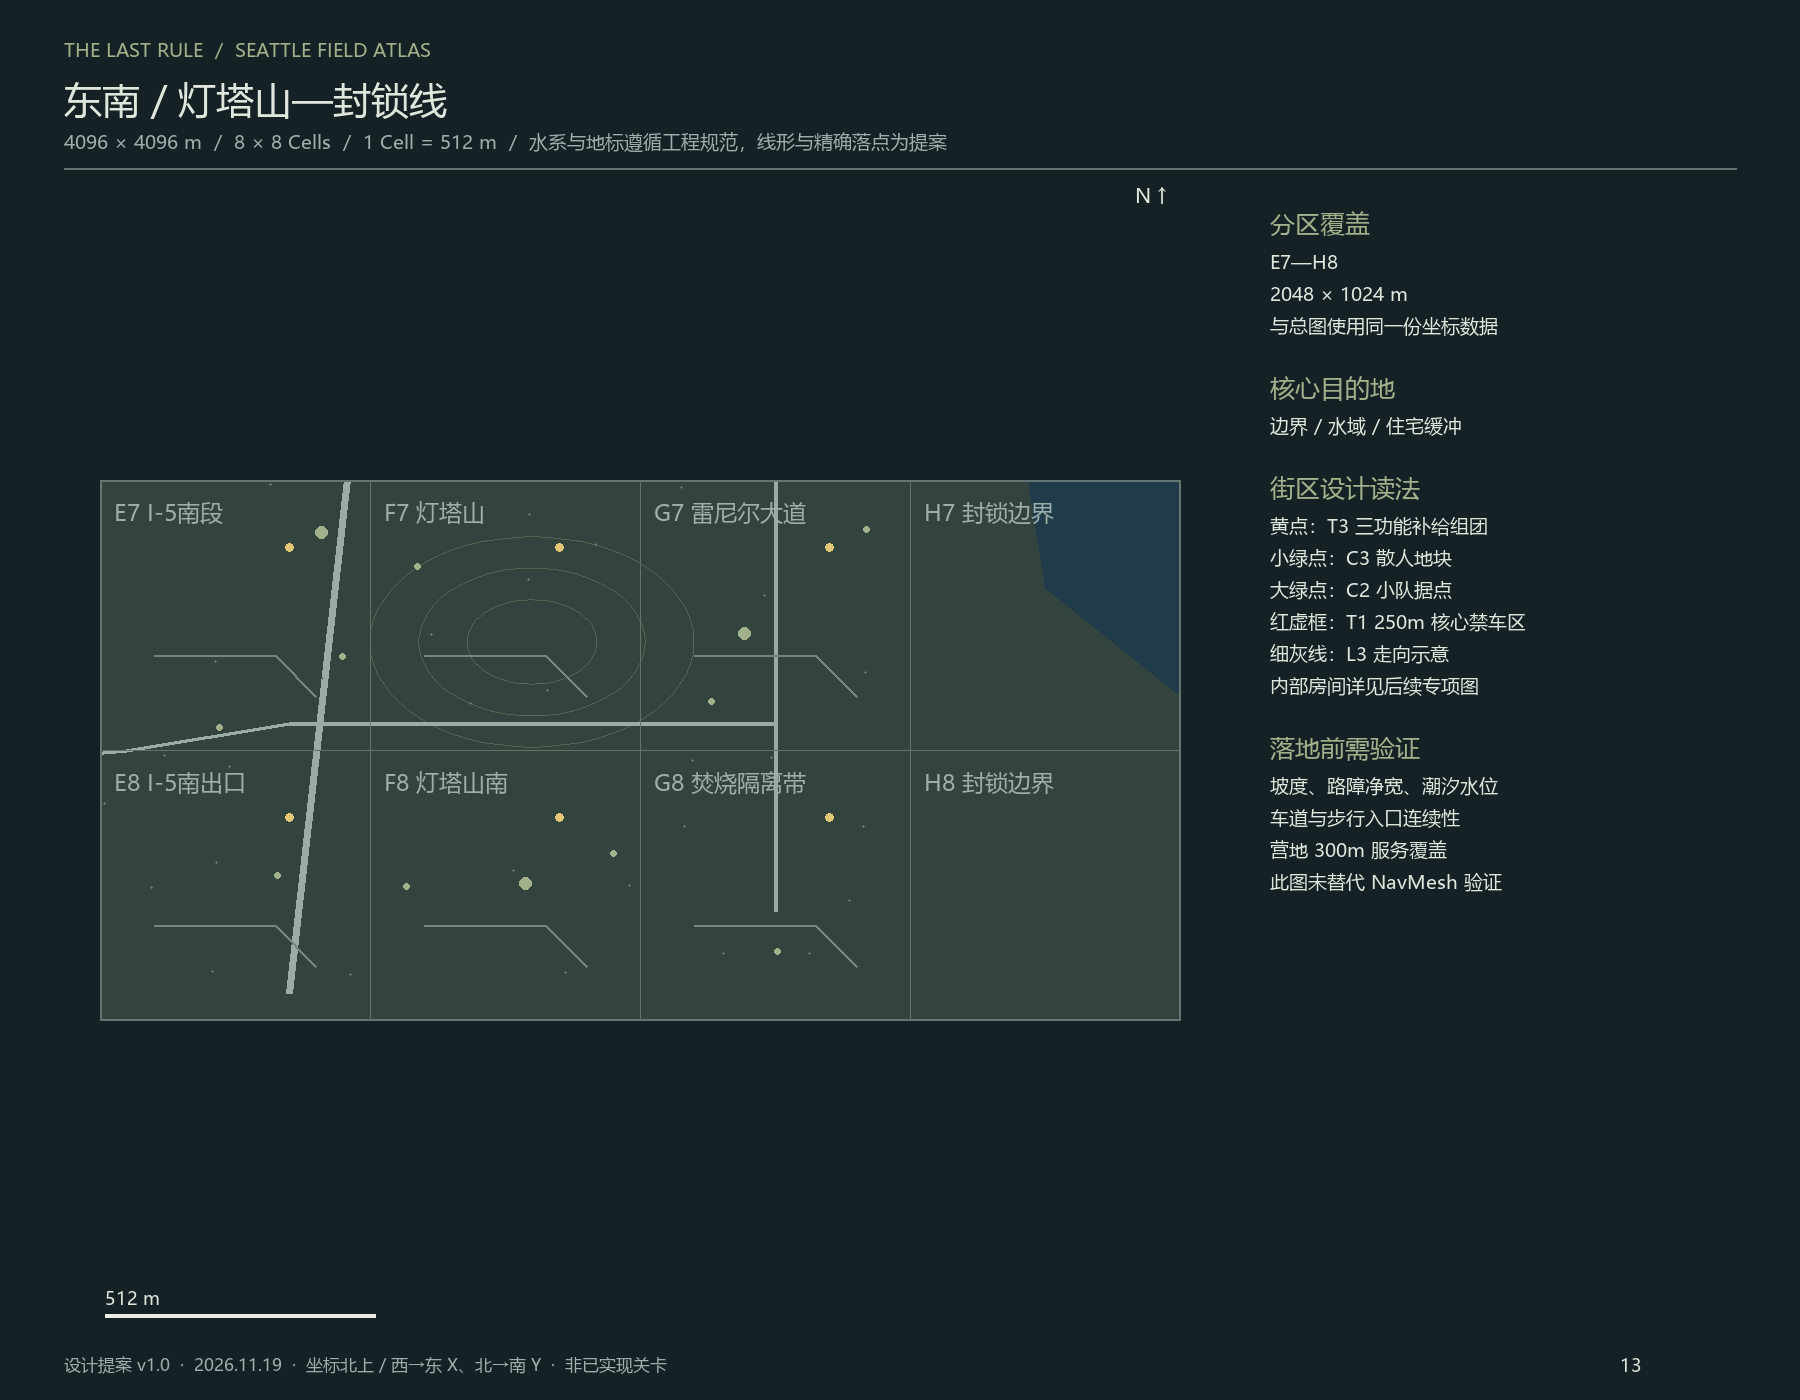 THE LAST RULE / SEATTLE FIELD ATLAS
东南 / 灯塔山—封锁线
4096 × 4096 m / 8 × 8 Cells / 1 Cell = 512 m / 水系与地标遵循工程规范，线形与精确落点为提案
N ↑
E7 I-5南段
F7 灯塔山
G7 雷尼尔大道
H7 封锁边界
E8 I-5南出口
F8 灯塔山南
G8 焚烧隔离带
H8 封锁边界
分区覆盖
E7—H8
2048 × 1024 m
与总图使用同一份坐标数据
核心目的地
边界 / 水域 / 住宅缓冲
街区设计读法
黄点：T3 三功能补给组团
小绿点：C3 散人地块
大绿点：C2 小队据点
红虚框：T1 250m 核心禁车区
细灰线：L3 走向示意
内部房间详见后续专项图
落地前需验证
坡度、路障净宽、潮汐水位
车道与步行入口连续性
营地 300m 服务覆盖
此图未替代 NavMesh 验证
512 m
设计提案 v1.0 · 2026.11.19 · 坐标北上 / 西→东 X、北→南 Y · 非已实现关卡
13